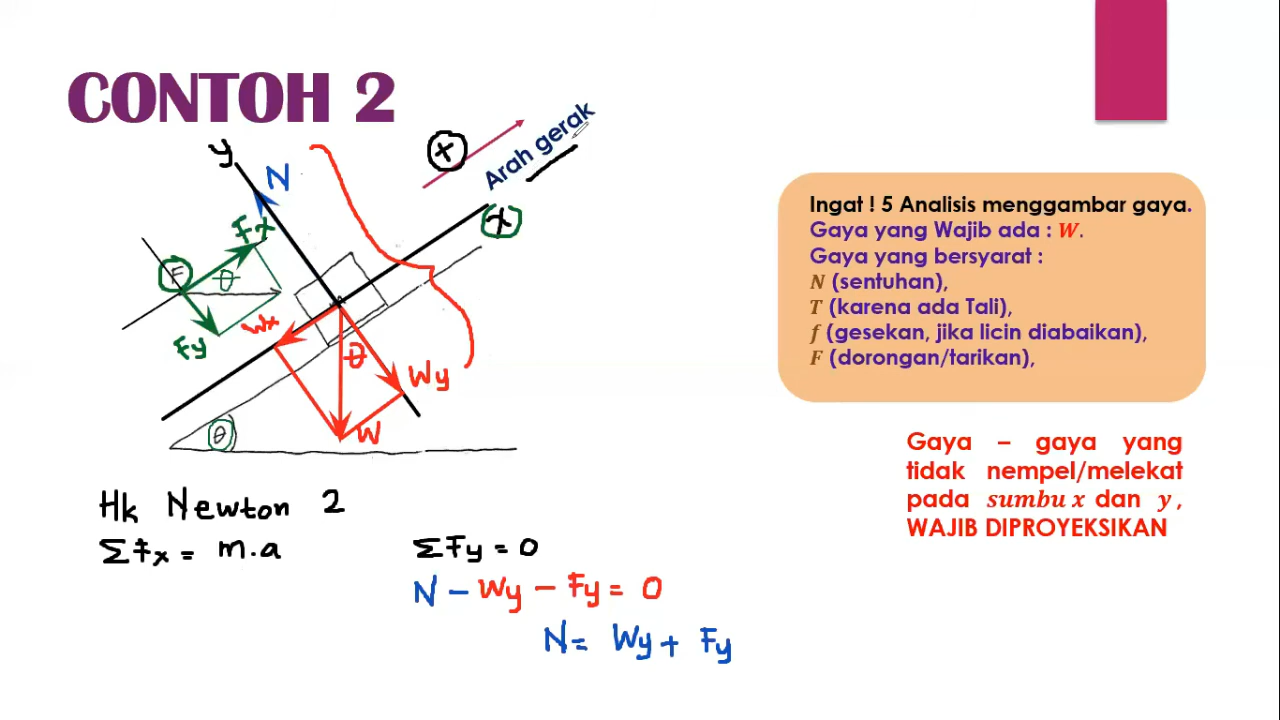 CONTOH 2
y
N
+
Arah gerak
Fx
x
F
θ
Wx
Fy
θ
Wy
W
θ
Ingat ! 5 Analisis menggambar gaya.
Gaya yang Wajib ada : W.
Gaya yang bersyarat :
N (sentuhan),
T (karena ada Tali),
f (gesekan, jika licin diabaikan),
F (dorongan/tarikan),
Gaya – gaya yang
tidak nempel/melekat
pada sumbu x dan y,
WAJIB DIPROYEKSIKAN
Hk Newton 2
ΣFx = m.a
ΣFy = 0
N - Wy - Fy = 0
N = Wy + Fy